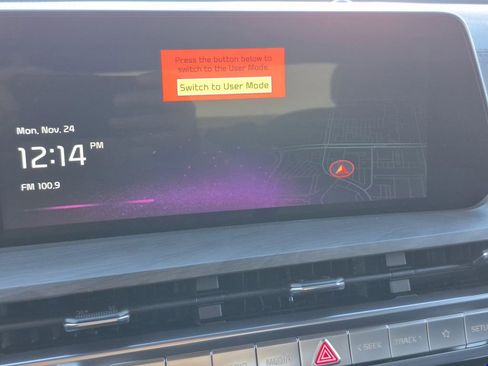 Press the button below to
switch to the User Mode.
Switch to User Mode
Mon, Nov. 24
12:14 PM
FM 100.9
< SEEK
TRACK >
SETUP